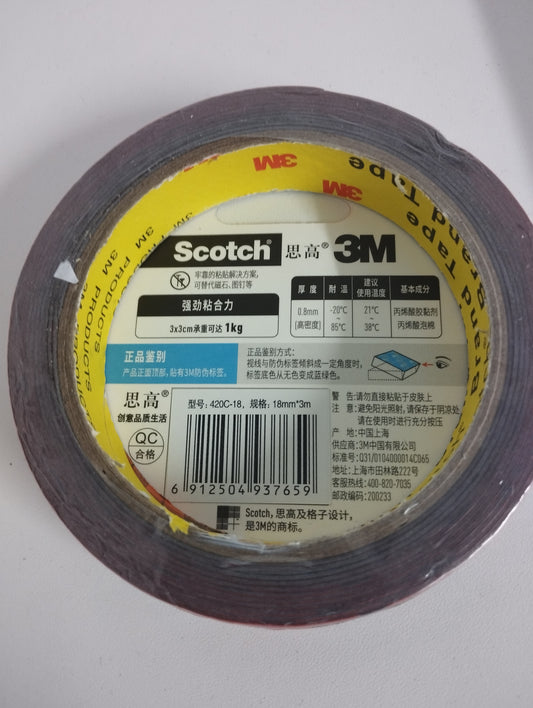 3M
3M
Tape
Brand Tape
3M PRODUCTS
3M PRODUCTS
Scotch® 思高® 3M
牢靠的粘贴解决方案,
可替代磁石、图钉等
强劲粘合力
3x3cm承重可达 1kg
厚度 耐温 建议使用温度 基本成分
0.8mm [高密度] -20℃ ~ 85℃ 21℃ ~ 38℃ 丙烯酸胶黏剂 丙烯酸泡棉
正品鉴别
产品正面顶部,贴有3M防伪标签。
正品鉴别方式:
视线与防伪标签倾斜成一定角度时,
标签底色从无色变成蓝绿色。
思高®
创意品质生活
QC
合格
型号: 420C-18, 规格: 18mm*3m
6 912504 937659
警告:请勿直接粘贴于皮肤上
注意:避免阳光照射,请保存于阴凉处,
请在使用时进行充分按压
产地:中国上海
供应商:3M中国有限公司
标准号:Q31/0104000014C065
地址:上海市田林路222号
客服热线:400-820-7035
邮政编码:200233
Scotch, 思高及格子设计,
是3M的商标。